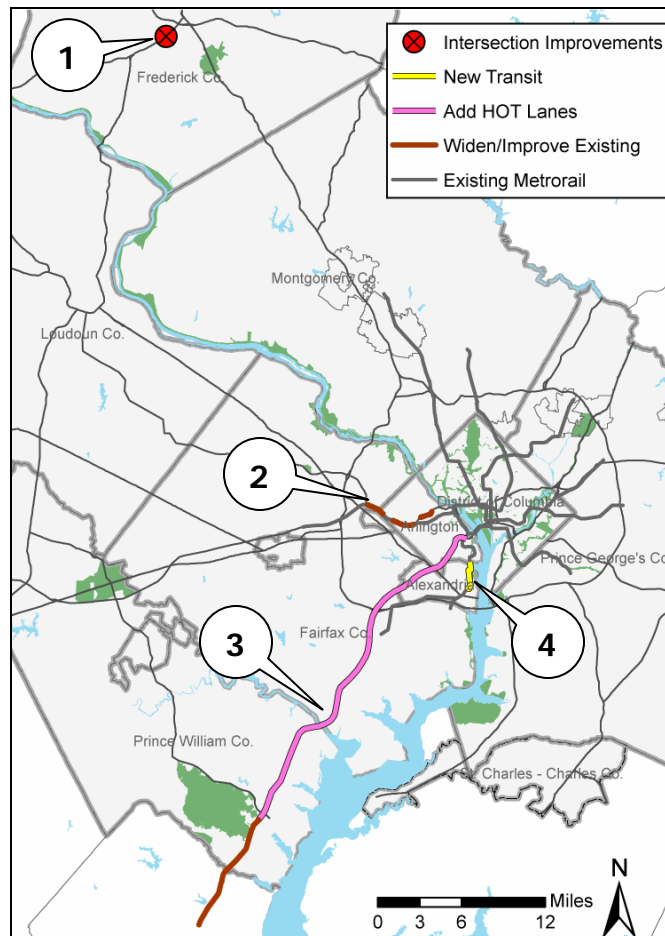 1
Intersection Improvements
New Transit
Add HOT Lanes
Widen/Improve Existing
Existing Metrorail
Frederick Co.
Montgomery Co.
Loudoun Co.
2
District of Columbia
Arlington
Prince George's Co
Alexandria
Fairfax Co.
3
4
Prince William Co.
St. Charles - Charles Co.
N
Miles
0 3 6 12